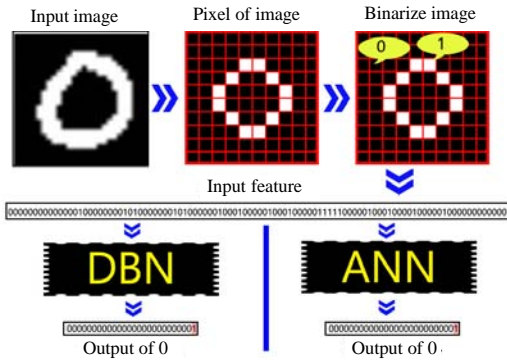 Input image
Pixel of image
Binarize image
0
1
Input feature
DBN
ANN
Output of 0
Output of 0